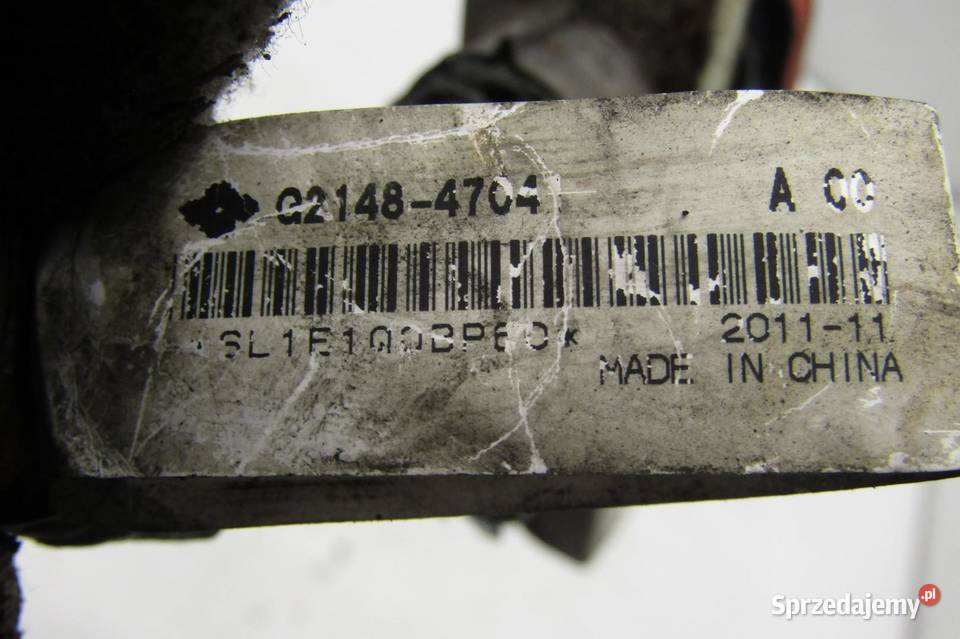 G2148-4704 A 00
2011-11
MADE IN CHINA
Sprzedajemy.pl